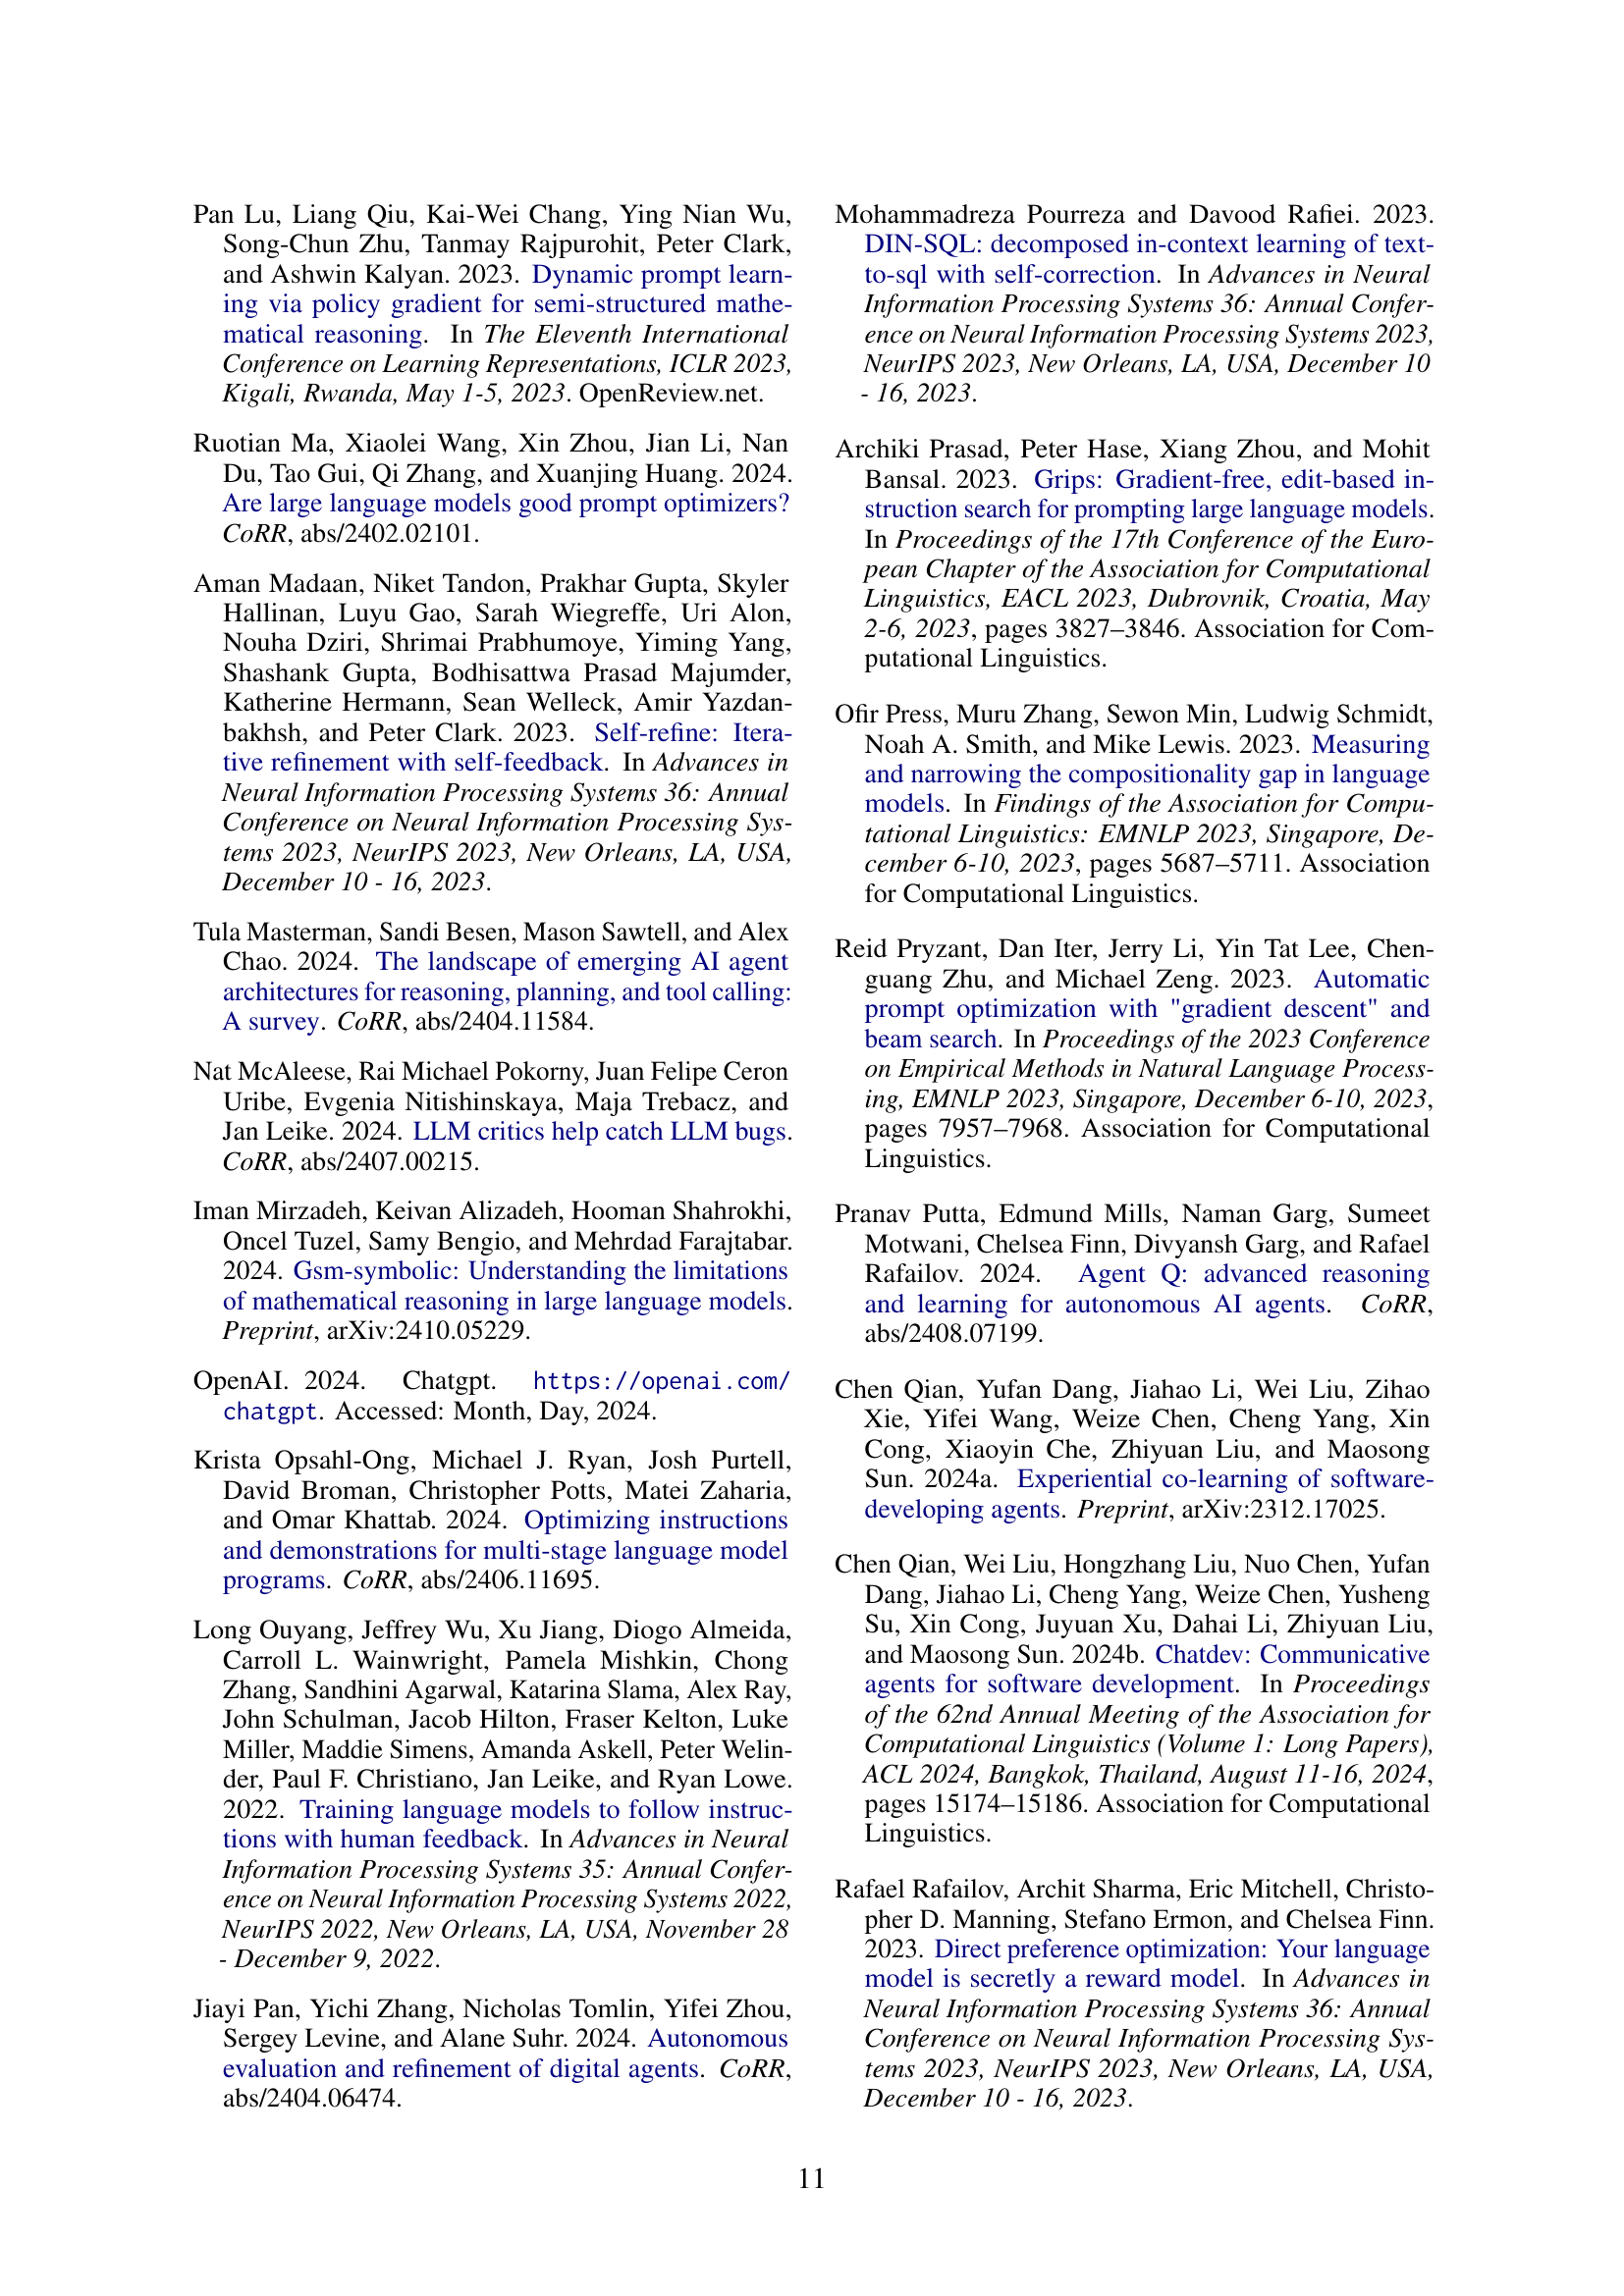 Pan Lu, Liang Qiu, Kai-Wei Chang, Ying Nian Wu,
Song-Chun Zhu, Tanmay Rajpurohit, Peter Clark,
and Ashwin Kalyan. 2023. Dynamic prompt learn-
ing via policy gradient for semi-structured mathe-
matical reasoning. In The Eleventh International
Conference on Learning Representations, ICLR 2023,
Kigali, Rwanda, May 1-5, 2023. OpenReview.net.
Ruotian Ma, Xiaolei Wang, Xin Zhou, Jian Li, Nan
Du, Tao Gui, Qi Zhang, and Xuanjing Huang. 2024.
Are large language models good prompt optimizers?
CoRR, abs/2402.02101.
Aman Madaan, Niket Tandon, Prakhar Gupta, Skyler
Hallinan, Luyu Gao, Sarah Wiegreffe, Uri Alon,
Nouha Dziri, Shrimai Prabhumoye, Yiming Yang,
Shashank Gupta, Bodhisattwa Prasad Majumder,
Katherine Hermann, Sean Welleck, Amir Yazdan-
bakhsh, and Peter Clark. 2023. Self-refine: Itera-
tive refinement with self-feedback. In Advances in
Neural Information Processing Systems 36: Annual
Conference on Neural Information Processing Sys-
tems 2023, NeurIPS 2023, New Orleans, LA, USA,
December 10 - 16, 2023.
Tula Masterman, Sandi Besen, Mason Sawtell, and Alex
Chao. 2024. The landscape of emerging AI agent
architectures for reasoning, planning, and tool calling:
A survey. CoRR, abs/2404.11584.
Nat McAleese, Rai Michael Pokorny, Juan Felipe Ceron
Uribe, Evgenia Nitishinskaya, Maja Trebacz, and
Jan Leike. 2024. LLM critics help catch LLM bugs.
CoRR, abs/2407.00215.
Iman Mirzadeh, Keivan Alizadeh, Hooman Shahrokhi,
Oncel Tuzel, Samy Bengio, and Mehrdad Farajtabar.
2024. Gsm-symbolic: Understanding the limitations
of mathematical reasoning in large language models.
Preprint, arXiv:2410.05229.
OpenAI. 2024. Chatgpt. https://openai.com/
chatgpt. Accessed: Month, Day, 2024.
Krista Opsahl-Ong, Michael J. Ryan, Josh Purtell,
David Broman, Christopher Potts, Matei Zaharia,
and Omar Khattab. 2024. Optimizing instructions
and demonstrations for multi-stage language model
programs. CoRR, abs/2406.11695.
Long Ouyang, Jeffrey Wu, Xu Jiang, Diogo Almeida,
Carroll L. Wainwright, Pamela Mishkin, Chong
Zhang, Sandhini Agarwal, Katarina Slama, Alex Ray,
John Schulman, Jacob Hilton, Fraser Kelton, Luke
Miller, Maddie Simens, Amanda Askell, Peter Welin-
der, Paul F. Christiano, Jan Leike, and Ryan Lowe.
2022. Training language models to follow instruc-
tions with human feedback. In Advances in Neural
Information Processing Systems 35: Annual Confer-
ence on Neural Information Processing Systems 2022,
NeurIPS 2022, New Orleans, LA, USA, November 28
- December 9, 2022.
Jiayi Pan, Yichi Zhang, Nicholas Tomlin, Yifei Zhou,
Sergey Levine, and Alane Suhr. 2024. Autonomous
evaluation and refinement of digital agents. CoRR,
abs/2404.06474.
Mohammadreza Pourreza and Davood Rafiei. 2023.
DIN-SQL: decomposed in-context learning of text-
to-sql with self-correction. In Advances in Neural
Information Processing Systems 36: Annual Confer-
ence on Neural Information Processing Systems 2023,
NeurIPS 2023, New Orleans, LA, USA, December 10
- 16, 2023.
Archiki Prasad, Peter Hase, Xiang Zhou, and Mohit
Bansal. 2023. Grips: Gradient-free, edit-based in-
struction search for prompting large language models.
In Proceedings of the 17th Conference of the Euro-
pean Chapter of the Association for Computational
Linguistics, EACL 2023, Dubrovnik, Croatia, May
2-6, 2023, pages 3827–3846. Association for Com-
putational Linguistics.
Ofir Press, Muru Zhang, Sewon Min, Ludwig Schmidt,
Noah A. Smith, and Mike Lewis. 2023. Measuring
and narrowing the compositionality gap in language
models. In Findings of the Association for Compu-
tational Linguistics: EMNLP 2023, Singapore, De-
cember 6-10, 2023, pages 5687–5711. Association
for Computational Linguistics.
Reid Pryzant, Dan Iter, Jerry Li, Yin Tat Lee, Chen-
guang Zhu, and Michael Zeng. 2023. Automatic
prompt optimization with "gradient descent" and
beam search. In Proceedings of the 2023 Conference
on Empirical Methods in Natural Language Process-
ing, EMNLP 2023, Singapore, December 6-10, 2023,
pages 7957–7968. Association for Computational
Linguistics.
Pranav Putta, Edmund Mills, Naman Garg, Sumeet
Motwani, Chelsea Finn, Divyansh Garg, and Rafael
Rafailov. 2024. Agent Q: advanced reasoning
and learning for autonomous AI agents. CoRR,
abs/2408.07199.
Chen Qian, Yufan Dang, Jiahao Li, Wei Liu, Zihao
Xie, Yifei Wang, Weize Chen, Cheng Yang, Xin
Cong, Xiaoyin Che, Zhiyuan Liu, and Maosong
Sun. 2024a. Experiential co-learning of software-
developing agents. Preprint, arXiv:2312.17025.
Chen Qian, Wei Liu, Hongzhang Liu, Nuo Chen, Yufan
Dang, Jiahao Li, Cheng Yang, Weize Chen, Yusheng
Su, Xin Cong, Juyuan Xu, Dahai Li, Zhiyuan Liu,
and Maosong Sun. 2024b. Chatdev: Communicative
agents for software development. In Proceedings
of the 62nd Annual Meeting of the Association for
Computational Linguistics (Volume 1: Long Papers),
ACL 2024, Bangkok, Thailand, August 11-16, 2024,
pages 15174–15186. Association for Computational
Linguistics.
Rafael Rafailov, Archit Sharma, Eric Mitchell, Christo-
pher D. Manning, Stefano Ermon, and Chelsea Finn.
2023. Direct preference optimization: Your language
model is secretly a reward model. In Advances in
Neural Information Processing Systems 36: Annual
Conference on Neural Information Processing Sys-
tems 2023, NeurIPS 2023, New Orleans, LA, USA,
December 10 - 16, 2023.
11